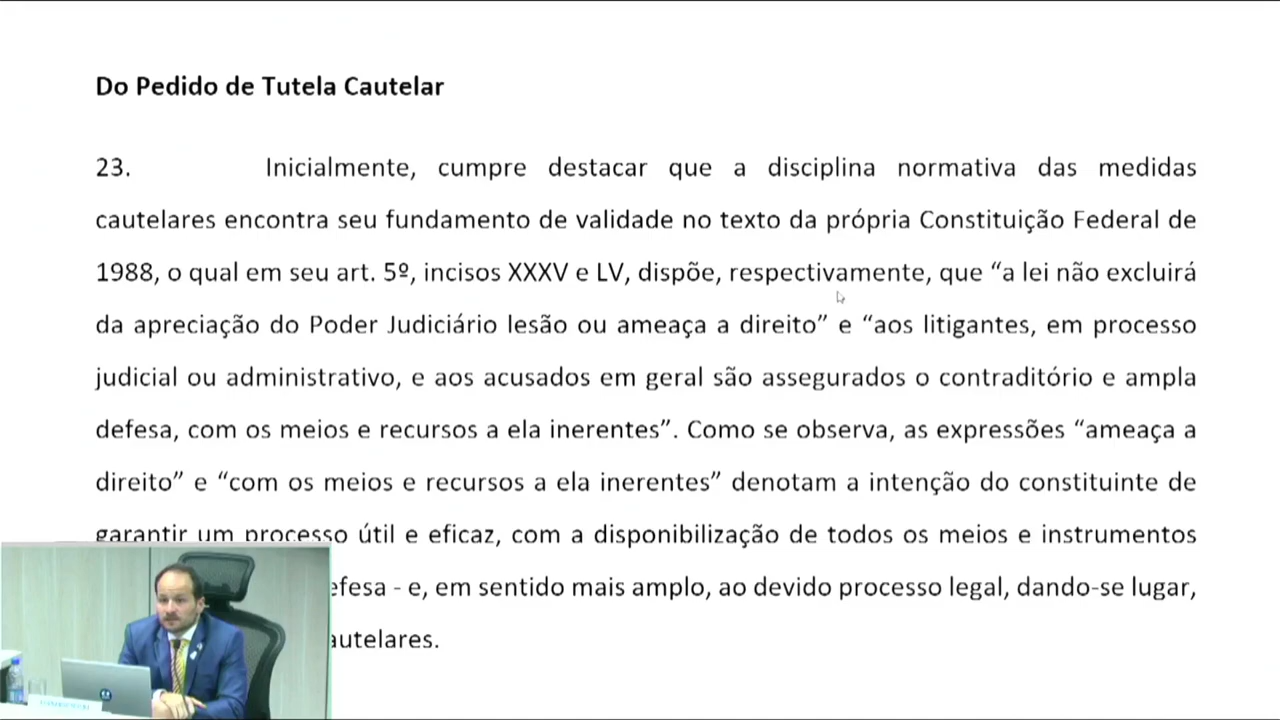 Do Pedido de Tutela Cautelar
23. Inicialmente, cumpre destacar que a disciplina normativa das medidas
cautelares encontra seu fundamento de validade no texto da própria Constituição Federal de
1988, o qual em seu art. 5º, incisos XXXV e LV, dispõe, respectivamente, que “a lei não excluirá
da apreciação do Poder Judiciário lesão ou ameaça a direito” e “aos litigantes, em processo
judicial ou administrativo, e aos acusados em geral são assegurados o contraditório e ampla
defesa, com os meios e recursos a ela inerentes”. Como se observa, as expressões “ameaça a
direito” e “com os meios e recursos a ela inerentes” denotam a intenção do constituinte de
garantir um processo útil e eficaz, com a disponibilização de todos os meios e instrumentos
efesa - e, em sentido mais amplo, ao devido processo legal, dando-se lugar,
autelares.